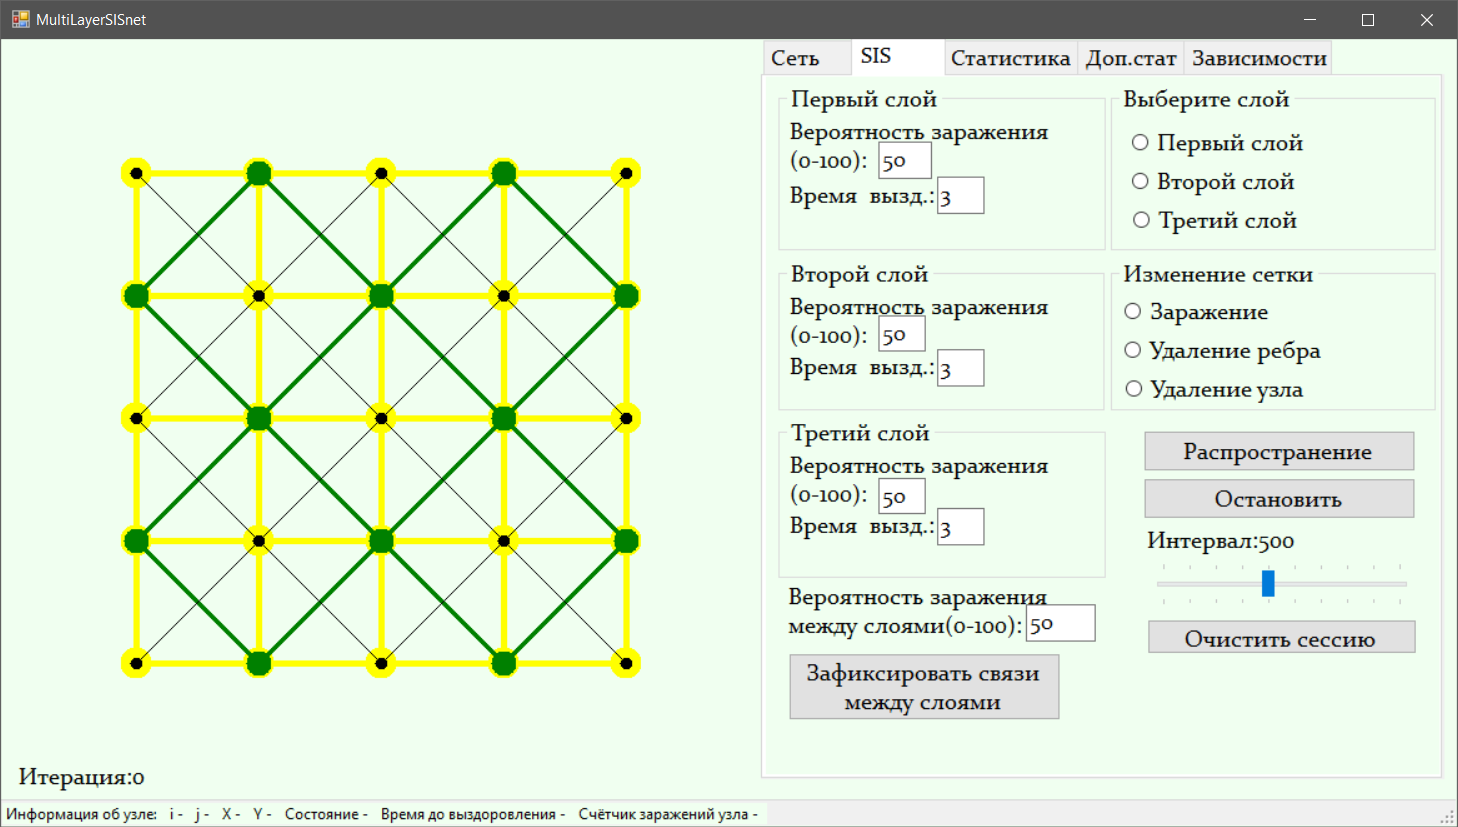 MultiLayerSISnet
Сеть SIS Статистика Доп.стат Зависимости
Первый слой
Вероятность заражения
(0-100): 50
Время вызд.: 3
Второй слой
Вероятность заражения
(0-100): 50
Время вызд.: 3
Третий слой
Вероятность заражения
(0-100): 50
Время вызд.: 3
Вероятность заражения
между слоями(0-100): 50
Зафиксировать связи
между слоями
Выберите слой
Первый слой
Второй слой
Третий слой
Изменение сетки
Заражение
Удаление ребра
Удаление узла
Распространение
Остановить
Интервал:500
Очистить сессию
Итерация:0
Информация об узле: i - j - X - Y - Состояние - Время до выздоровления - Счётчик заражений узла -